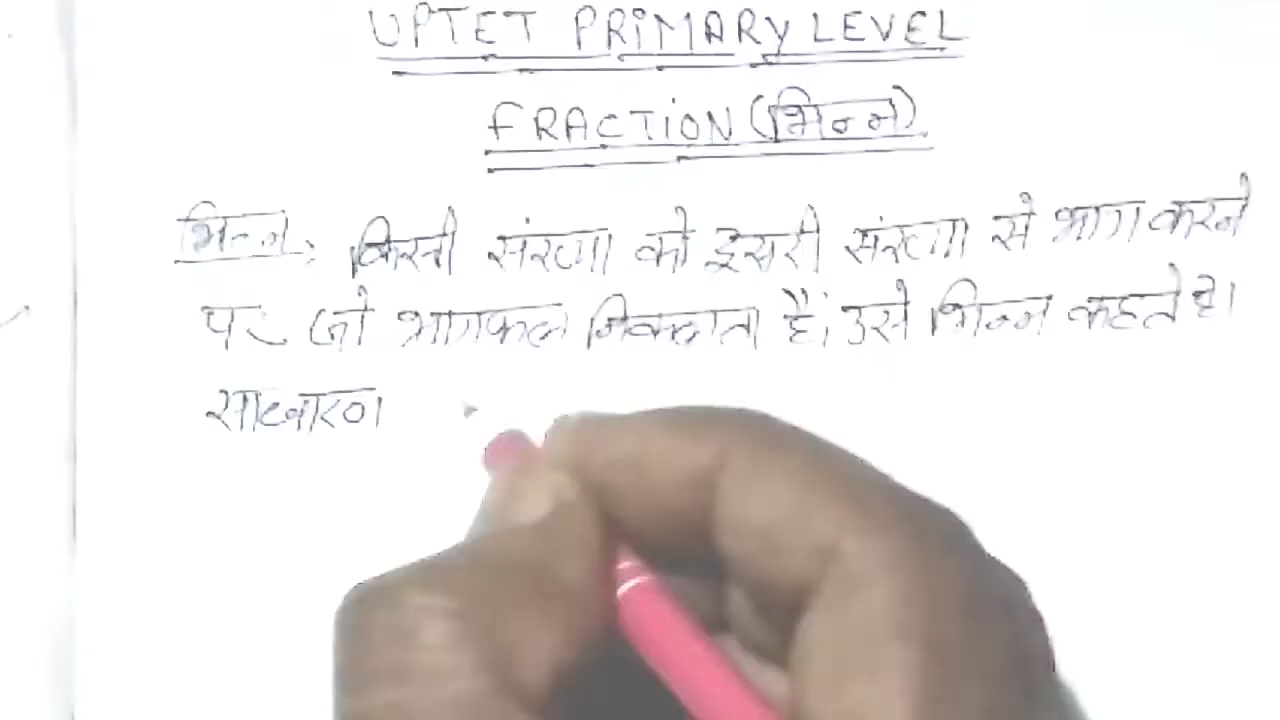 UPTET PRIMARY LEVEL
FRACTION (भिन्न)
भिन्न: किसी संख्या को दूसरी संख्या से भाग करने
पर जो भागफल निकलता है। उसे भिन्न कहते है।
साधारण